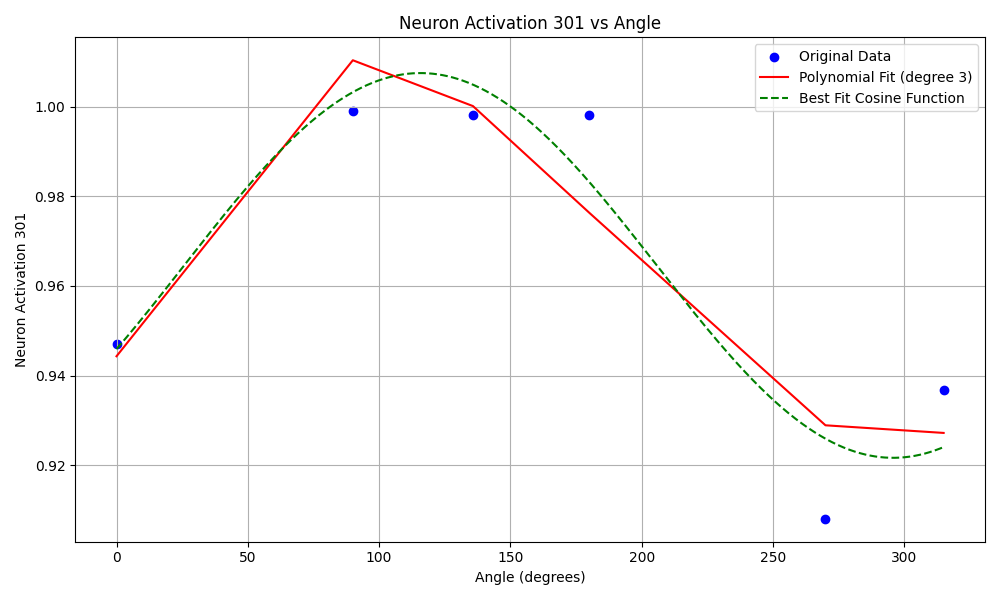 Neuron Activation 301 vs Angle
Original Data
Polynomial Fit (degree 3)
Best Fit Cosine Function
Neuron Activation 301
1.00
0.98
0.96
0.94
0.92
0
50
100
150
200
250
300
Angle (degrees)